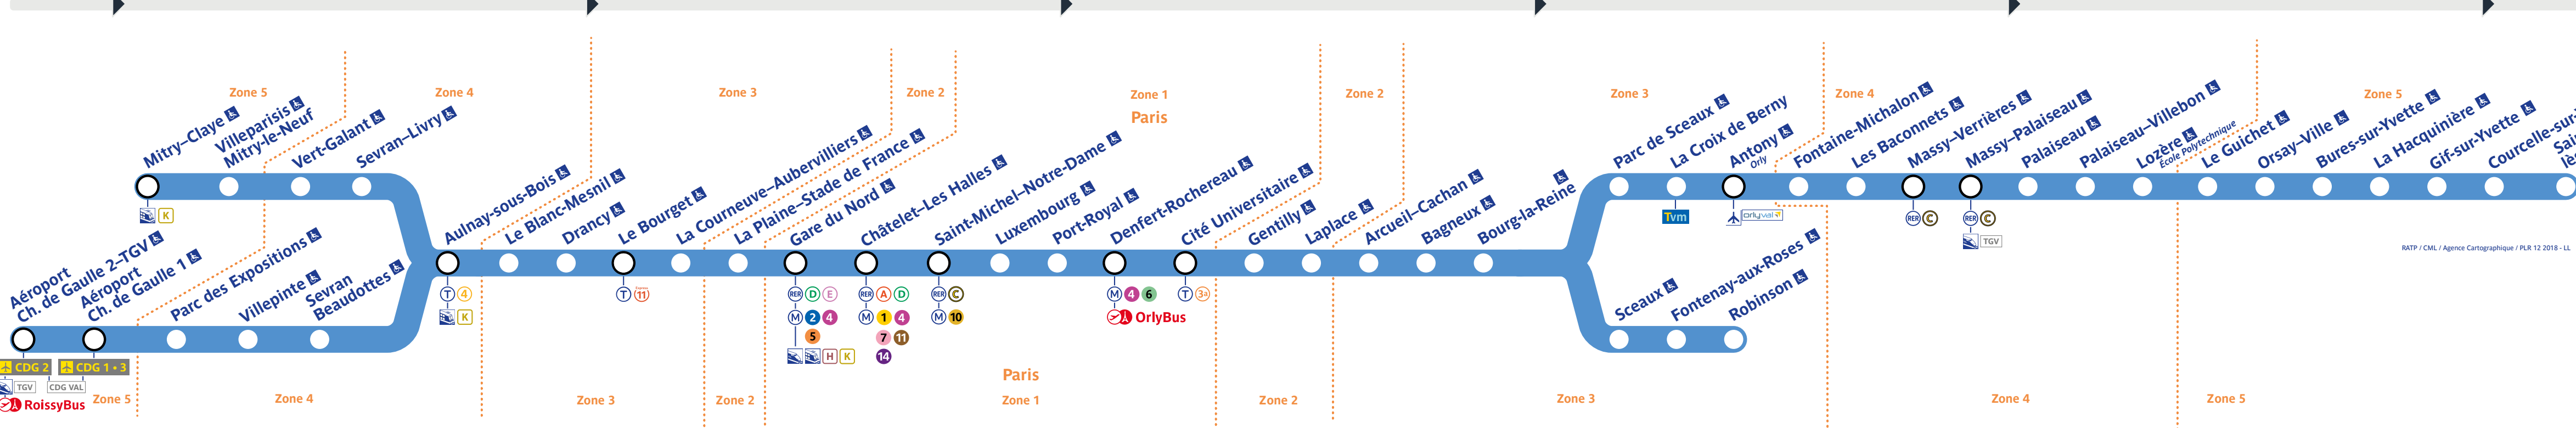 Zone 5
Zone 4
Zone 3
Zone 2
Zone 1
Paris
Zone 2
Zone 3
Zone 4
Zone 5
Mitry–Claye
Villeparisis
Mitry-le-Neuf
Vert-Galant
Sevran–Livry
K
Aéroport
Ch. de Gaulle 2–TGV
Aéroport
Ch. de Gaulle 1
Parc des Expositions
Villepinte
Sevran
Beaudottes
CDG 2
CDG 1 • 3
TGV
CDG VAL
RoissyBus
Aulnay-sous-Bois
T 4
K
Le Blanc-Mesnil
Drancy
Le Bourget
T 11
La Courneuve–Aubervilliers
La Plaine–Stade de France
Gare du Nord
RER D E
M 2 4
5
H K
Châtelet–Les Halles
RER A D
M 1 4
7 11
14
Saint-Michel–Notre-Dame
RER C
M 10
Luxembourg
Port-Royal
Denfert-Rochereau
M 4 6
OrlyBus
Cité Universitaire
T 3a
Gentilly
Laplace
Arcueil–Cachan
Bagneux
Bourg-la-Reine
Parc de Sceaux
La Croix de Berny
Tvm
Antony
Orly
orlyval
Fontaine-Michalon
Les Baconnets
Massy–Verrières
RER C
Massy–Palaiseau
RER C
TGV
Palaiseau
Palaiseau–Villebon
Lozère
École Polytechnique
Le Guichet
Orsay–Ville
Bures-sur-Yvette
La Hacquinière
Gif-sur-Yvette
Courcelle-sur-
Sceaux
Fontenay-aux-Roses
Robinson
RATP / CML / Agence Cartographique / PLR 12 2018 - LL
Zone 5
Zone 4
Zone 3
Zone 2
Paris
Zone 1
Zone 2
Zone 3
Zone 4
Zone 5